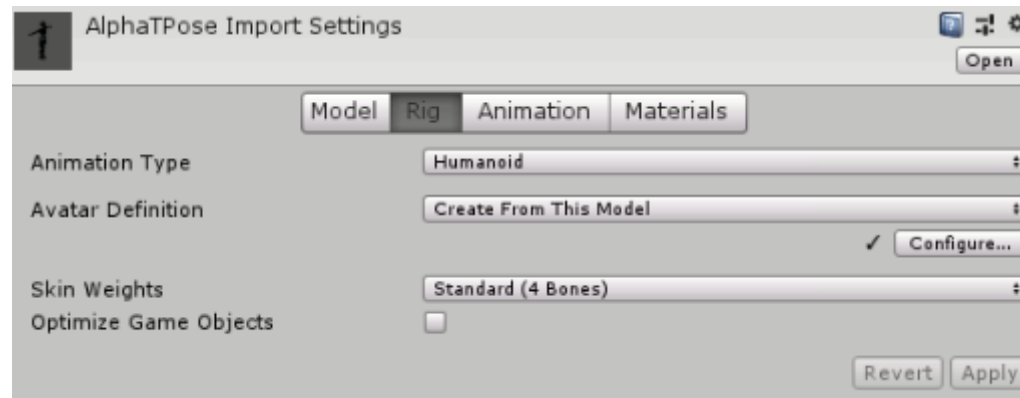 AlphaTPose Import Settings
Open
Model Rig Animation Materials
Animation Type Humanoid
Avatar Definition Create From This Model
✓ Configure...
Skin Weights Standard (4 Bones)
Optimize Game Objects
Revert Apply